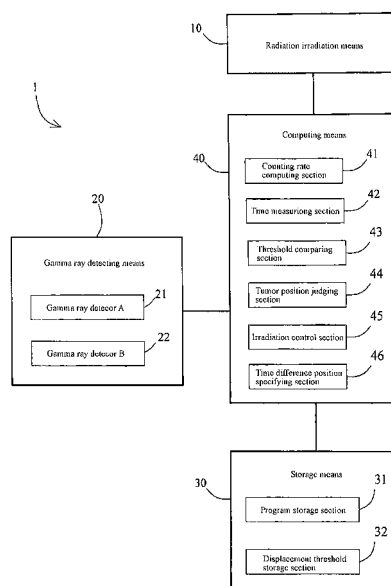 10
Radiation irradiation means
1
Computing means
40
41
Counting rate
computing section
42
Time measuriong section
43
Threshold comparing
section
20
Gamma ray detecting means
44
Tumor position judging
section
21
Gamma ray detecor A
45
Irradiation control section
22
Gamma ray detecor B
46
Time difference position
specifying section
Storage means
30
31
Program storage section
32
Displacement threshold
storage section